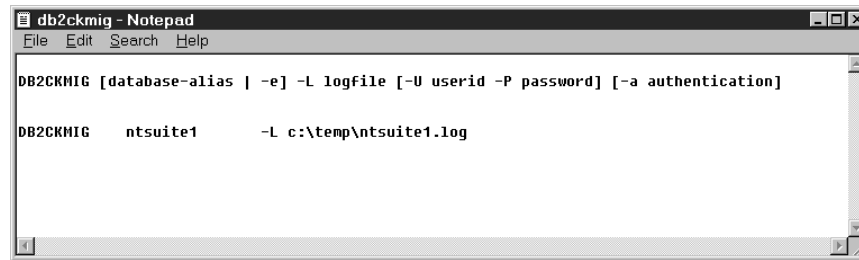 db2ckmig - Notepad
File Edit Search Help
DB2CKMIG [database-alias | -e] -L logfile [-U userid -P password] [-a authentication]
DB2CKMIG ntsuite1 -L c:\temp\ntsuite1.log